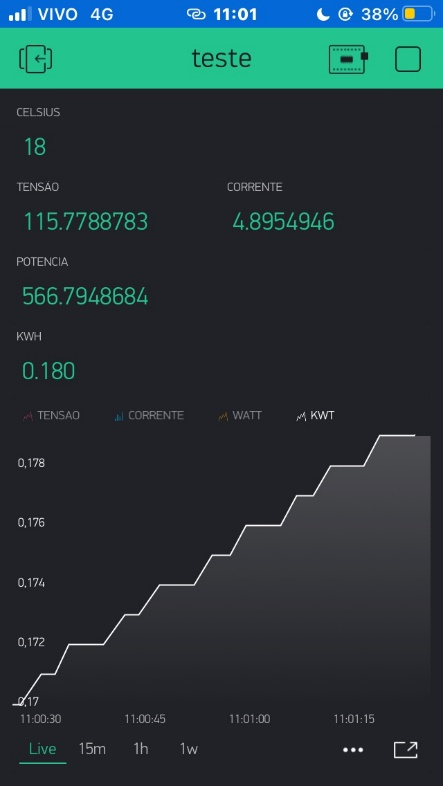 VIVO 4G 11:01 38%
teste
CELSIUS
18
TENSÃO CORRENTE
115.7788783 4.8954946
POTENCIA
566.7948684
KWH
0.180
TENSAO CORRENTE WATT KWT
0,178
0,176
0,174
0,172
0,17
11:00:30 11:00:45 11:01:00 11:01:15
Live 15m 1h 1w